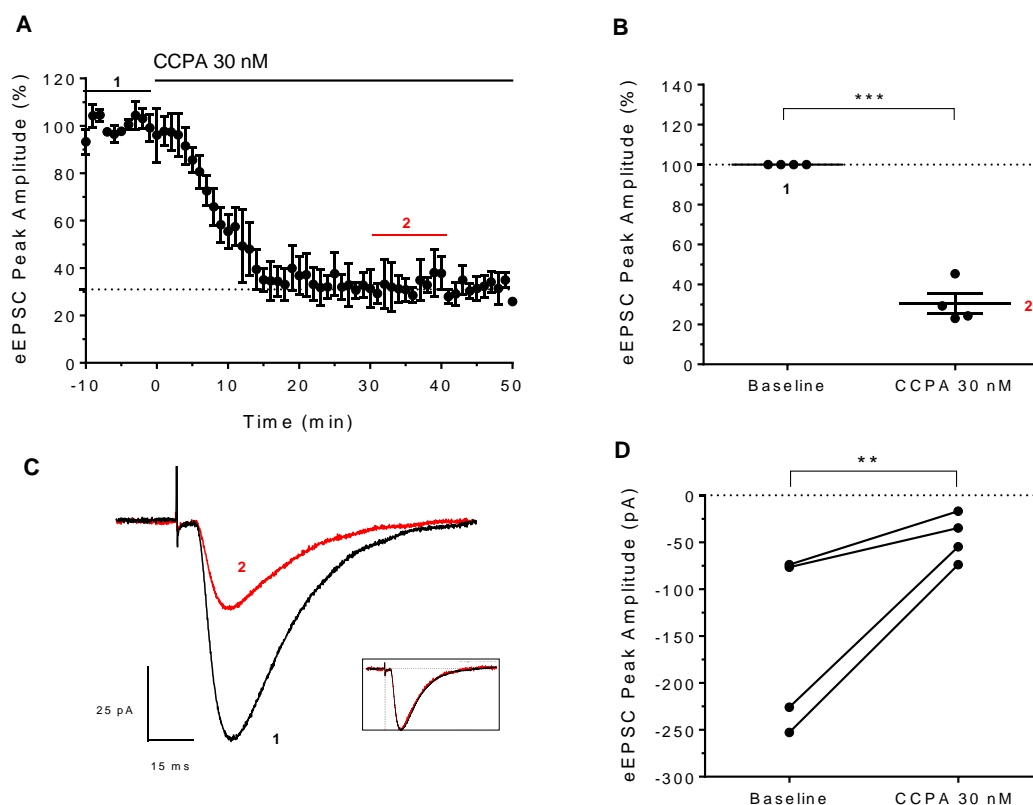 A
CCPA 30 nM
eEPSC Peak Amplitude (%)
120
100
80
60
40
20
0
1
2
-10
0
10
20
30
40
50
Time (min)
B
eEPSC Peak Amplitude (%)
140
120
100
80
60
40
20
0
***
1
2
Baseline
CCPA 30 nM
C
2
1
25 pA
15 ms
D
eEPSC Peak Amplitude (pA)
**
0
-50
-100
-150
-200
-250
-300
Baseline
CCPA 30 nM